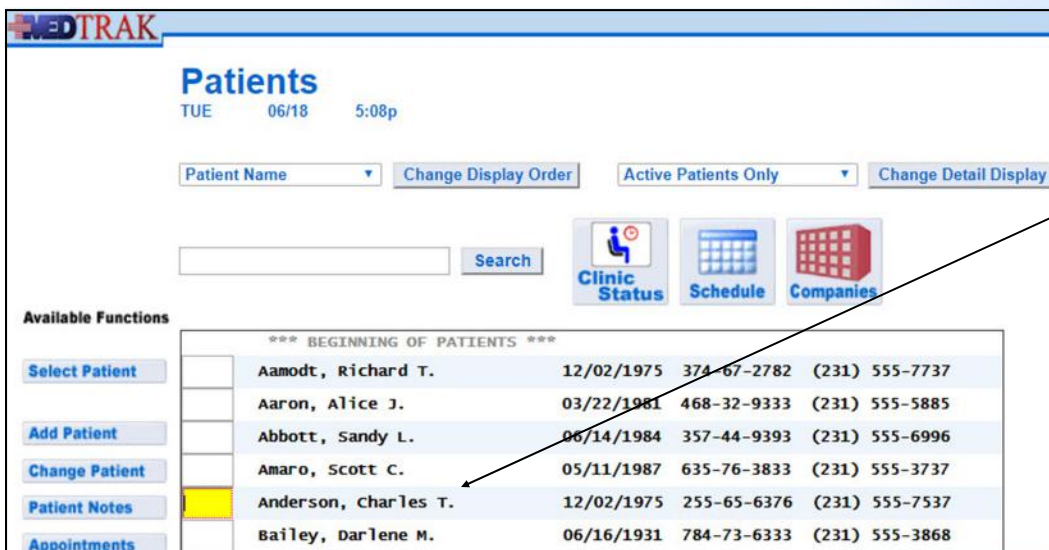 MEDTRAK
Patients
TUE 06/18 5:08p
Patient Name Change Display Order Active Patients Only Change Detail Display
Search
Clinic Status
Schedule
Companies
Available Functions
*** BEGINNING OF PATIENTS ***
Select Patient
Aamodt, Richard T. 12/02/1975 374-67-2782 (231) 555-7737
Aaron, Alice J. 03/22/1981 468-32-9333 (231) 555-5885
Add Patient
Abbott, Sandy L. 06/14/1984 357-44-9393 (231) 555-6996
Change Patient
Amaro, Scott C. 05/11/1987 635-76-3833 (231) 555-3737
Patient Notes
Anderson, Charles T. 12/02/1975 255-65-6376 (231) 555-7537
Appointments
Bailey, Darlene M. 06/16/1931 784-73-6333 (231) 555-3868